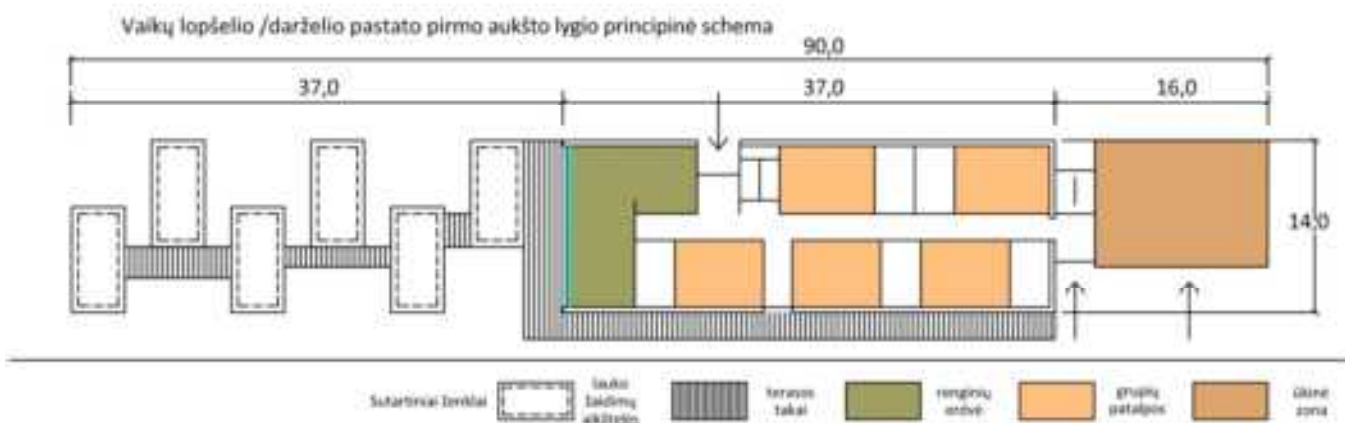 Vaikų lopšelio /darželio pastato pirmo aukšto lygio principinė schema
90,0
37,0
37,0
16,0
14,0
Sutartiniai ženklai
lauko
žaidimų
aikštelės
terasos
takai
renginių
erdvė
grupių
patalpos
ūkinė
zona